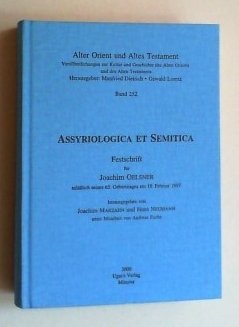 Alter Orient und Altes Testament
Veröffentlichungen zur Kultur und Geschichte des Alten Orients
und des Alten Testaments
Herausgeber: Manfried Dietrich • Oswald Loretz
Band 252
ASSYRIOLOGICA ET SEMITICA
Festschrift
für
Joachim OELSNER
anläßlich seines 65. Geburtstages am 18. Februar 1997
herausgegeben von
Joachim MARZAHN und Hans NEUMANN
unter Mitarbeit von Andreas Fuchs
2000
Ugarit-Verlag
Münster